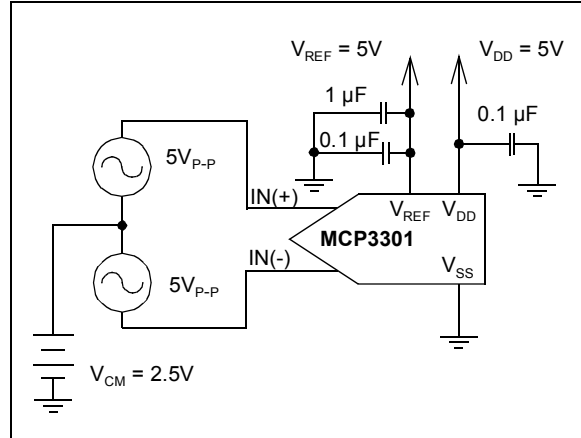 V_REF = 5V
V_DD = 5V
1 µF
0.1 µF
0.1 µF
5V_P-P
IN(+)
V_REF
V_DD
MCP3301
IN(-)
V_SS
5V_P-P
V_CM = 2.5V